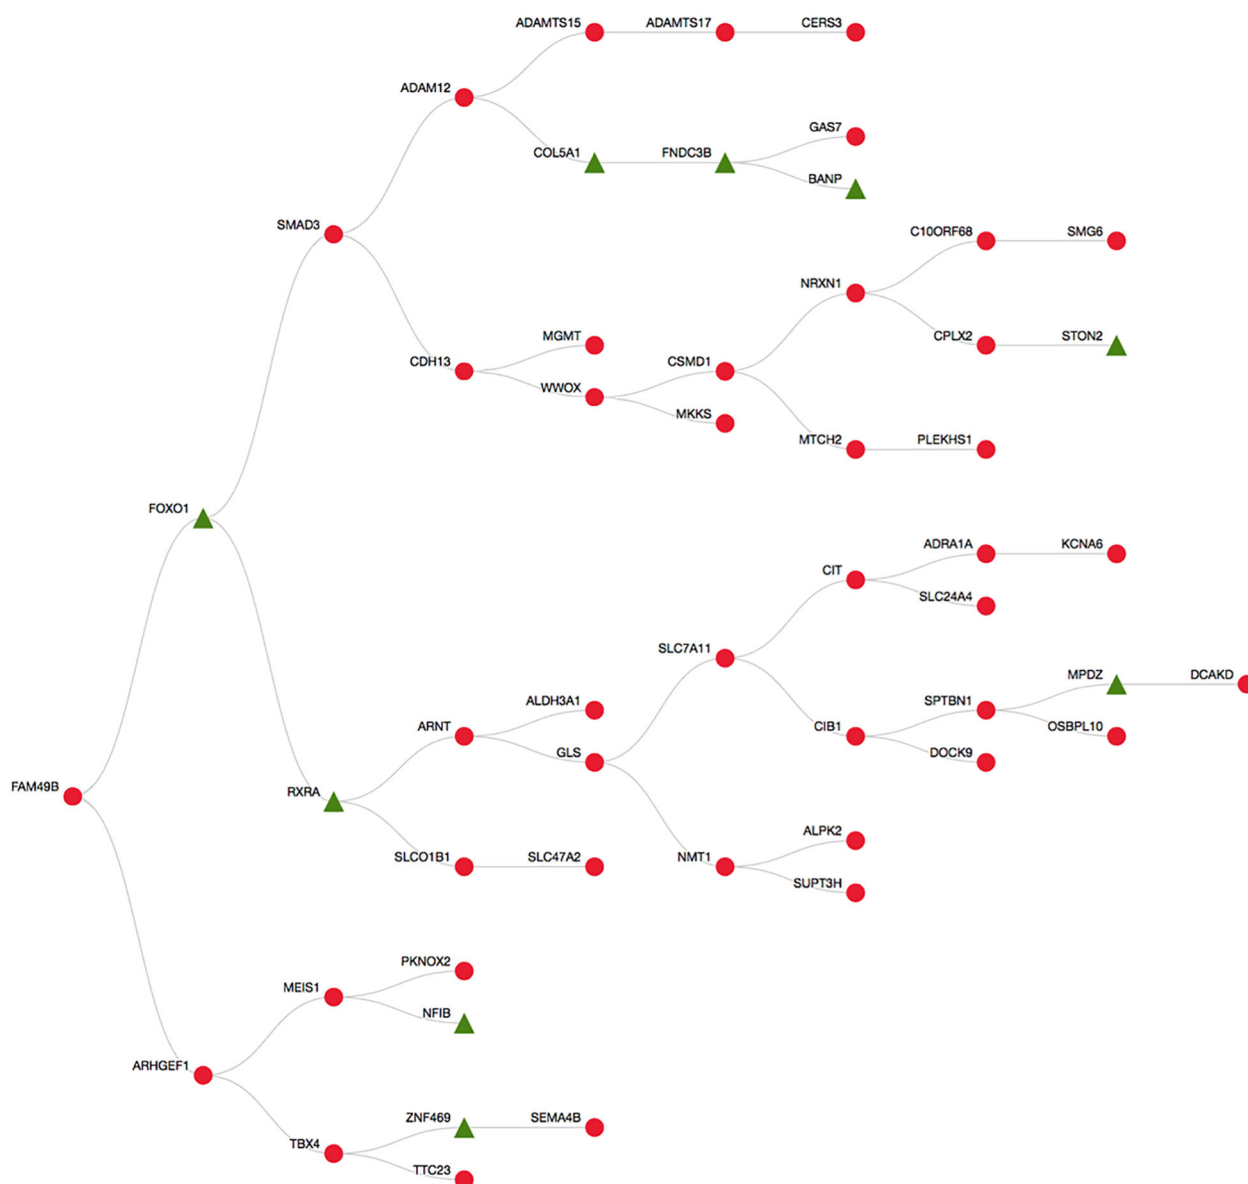 ADAMTS15 ADAMTS17 CERS3
ADAM12
GAS7
COL5A1 FNDC3B
BANP
SMAD3
C10ORF68 SMG6
NRXN1
MGMT CPLX2 STON2
CDH13 CSMD1
WWOX
MKKS
MTCH2 PLEKHS1
FOXO1
ADRA1A KCNA6
CIT
SLC24A4
SLC7A11
MPDZ DCAKD
ALDH3A1 SPTBN1
ARNT CIB1 OSBPL10
GLS DOCK9
FAM49B RXRA
ALPK2
SLCO1B1 SLC47A2 NMT1
SUPT3H
PKNOX2
MEIS1
NFIB
ARHGEF1
ZNF469 SEMA4B
TBX4
TTC23